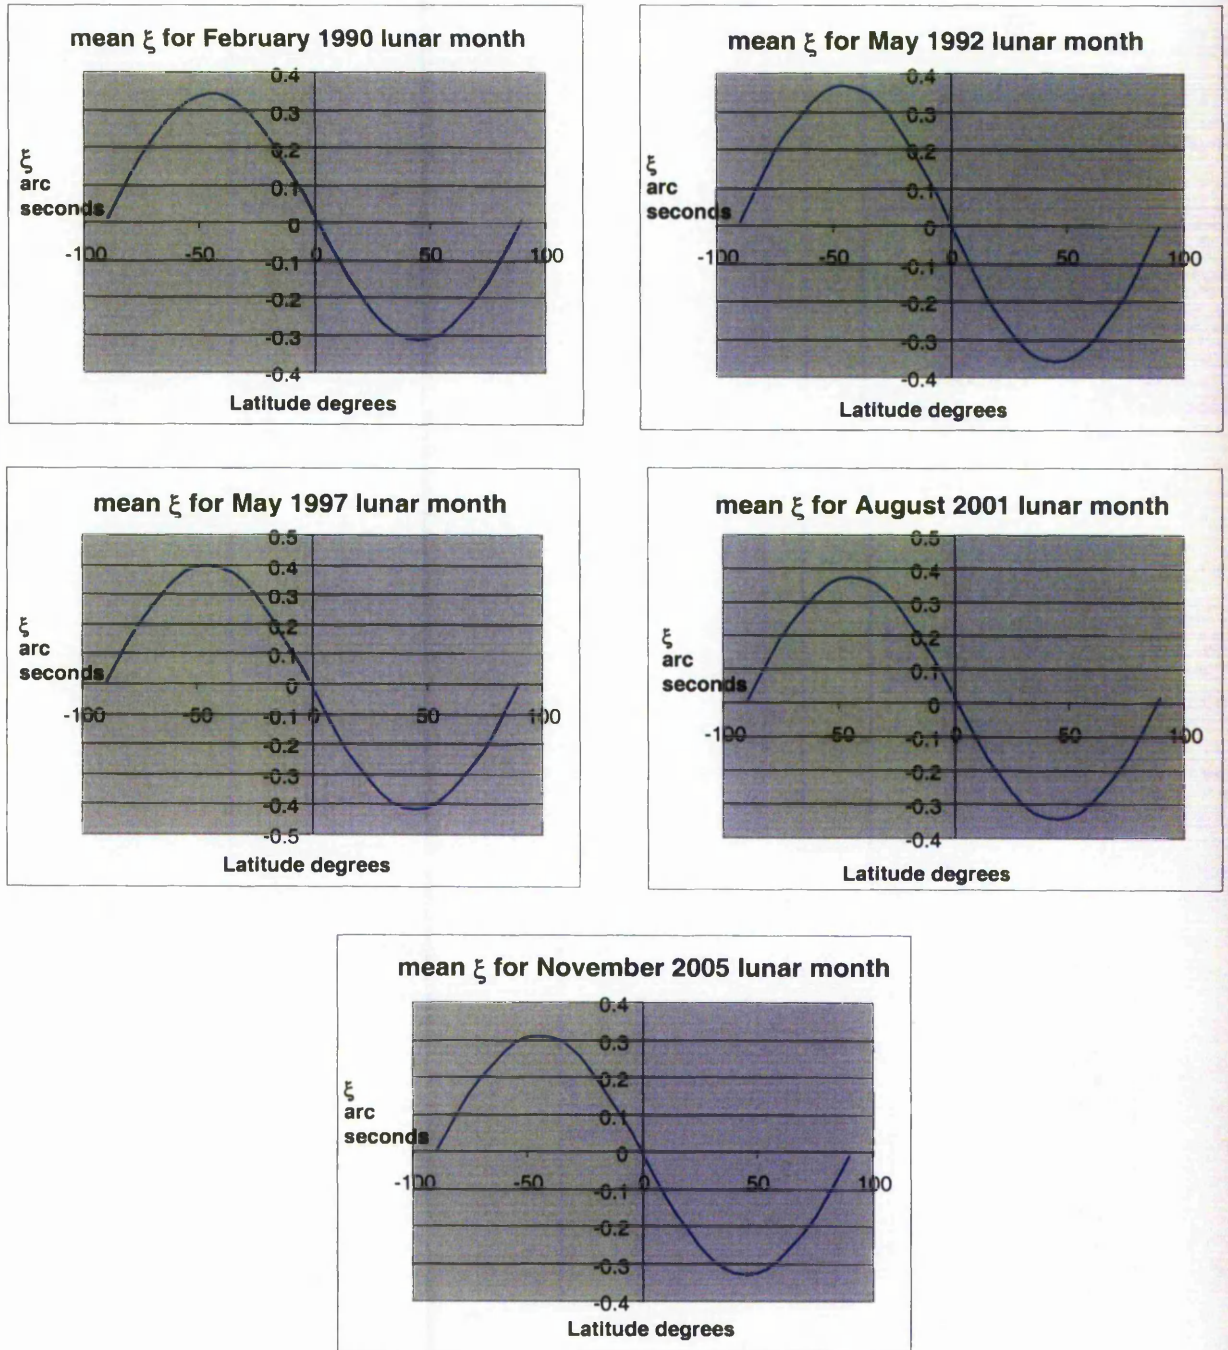 mean ξ for February 1990 lunar month
0.4
0.3
0.2
0.1
0
-0.1
-0.2
-0.3
-0.4
ξ
arc
seconds
-100
-50
0
50
100
Latitude degrees
mean ξ for May 1992 lunar month
0.4
0.3
0.2
0.1
0
-0.1
-0.2
-0.3
-0.4
ξ
arc
seconds
-100
-50
0
50
100
Latitude degrees
mean ξ for May 1997 lunar month
0.5
0.4
0.3
0.2
0.1
0
-0.1
-0.2
-0.3
-0.4
-0.5
ξ
arc
seconds
-100
-50
0
50
100
Latitude degrees
mean ξ for August 2001 lunar month
0.5
0.4
0.3
0.2
0.1
0
-0.1
-0.2
-0.3
-0.4
ξ
arc
seconds
-100
-50
0
50
100
Latitude degrees
mean ξ for November 2005 lunar month
0.4
0.3
0.2
0.1
0
-0.1
-0.2
-0.3
-0.4
ξ
arc
seconds
-100
-50
0
50
100
Latitude degrees